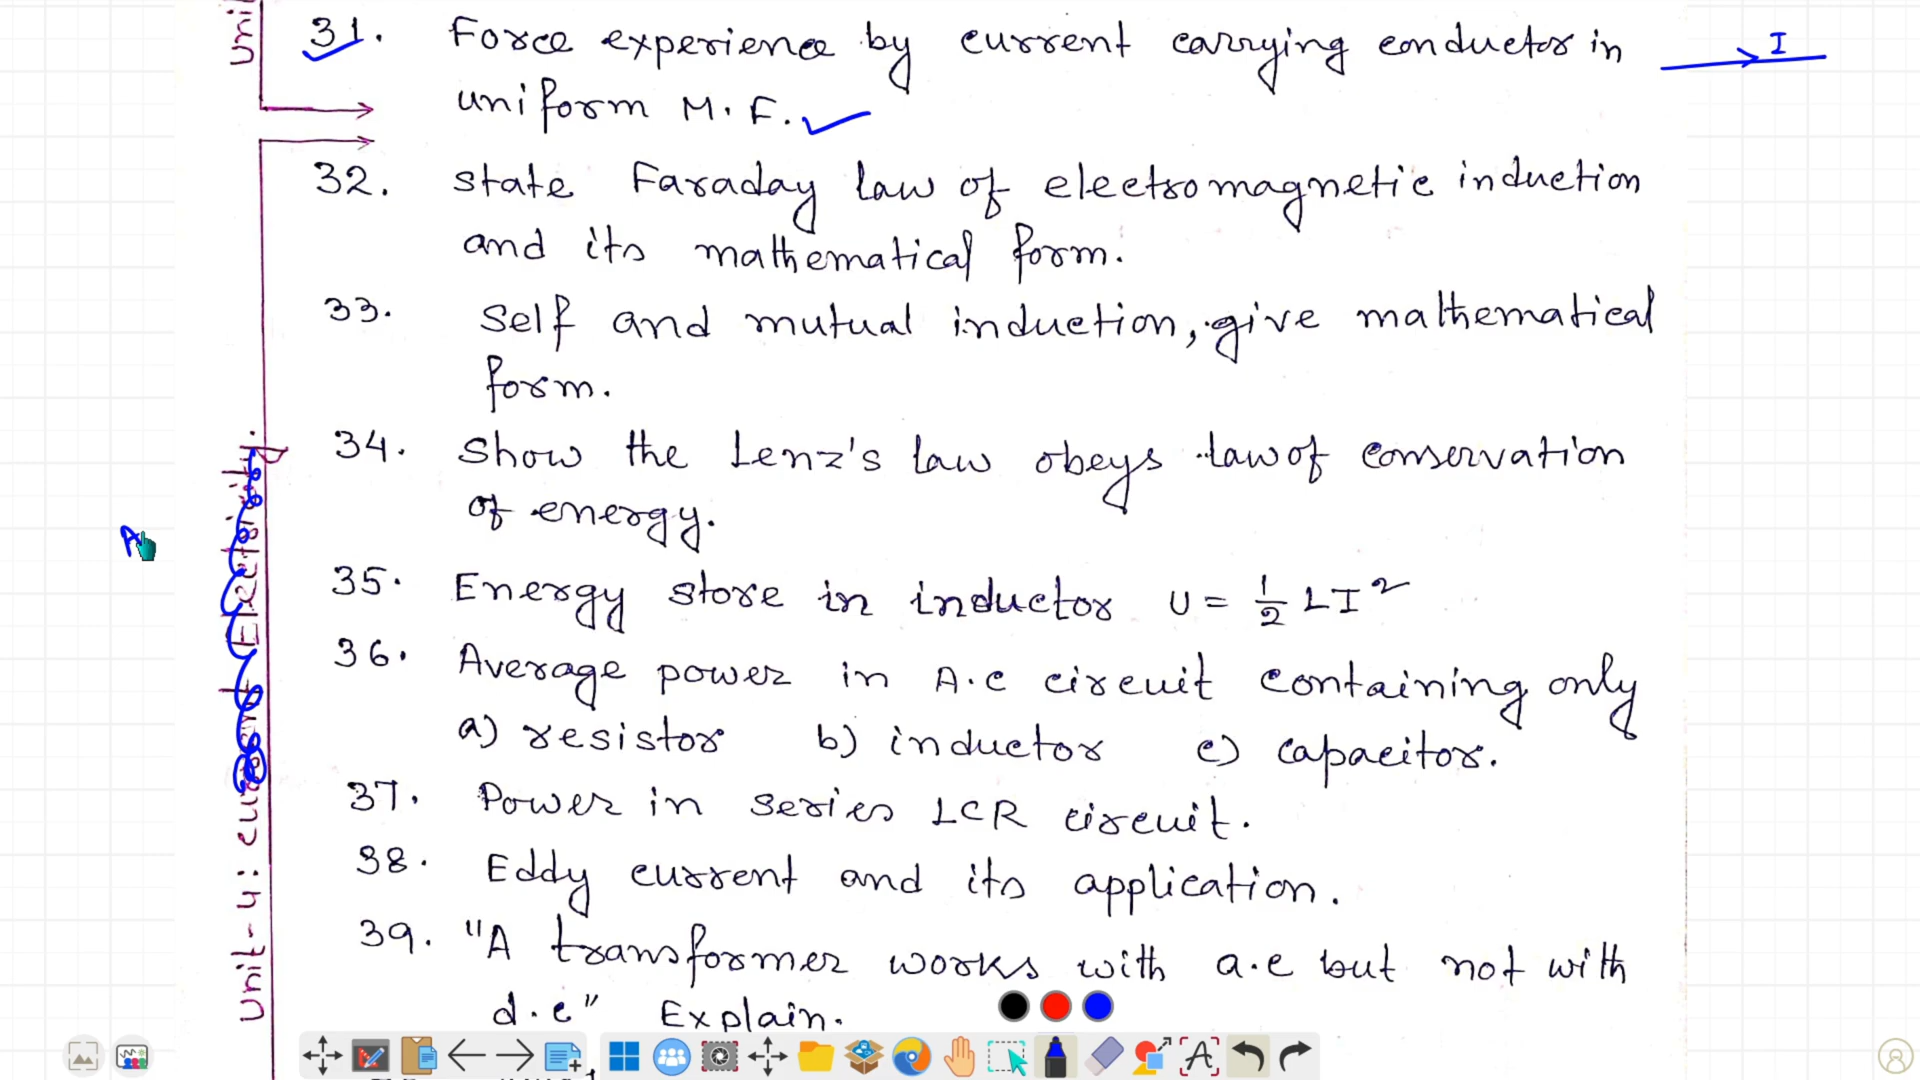 uni
31. Force experience by current carrying conductor in
I
uniform M.F.
32. state Faraday law of electromagnetic induction
and its mathematical form.
33. Self and mutual induction, give mathematical
form.
34. Show the Lenz's law obeys law of conservation
of energy.
A
35. Energy store in inductor U = 1/2 LI²
36. Average power in A.c circuit containing only
a) resistor b) inductor c) capacitor.
37. Power in series LCR circuit.
38. Eddy current and its application.
39. "A transformer works with a.c but not with
d.c" Explain.
Unit-4: current Electricity.